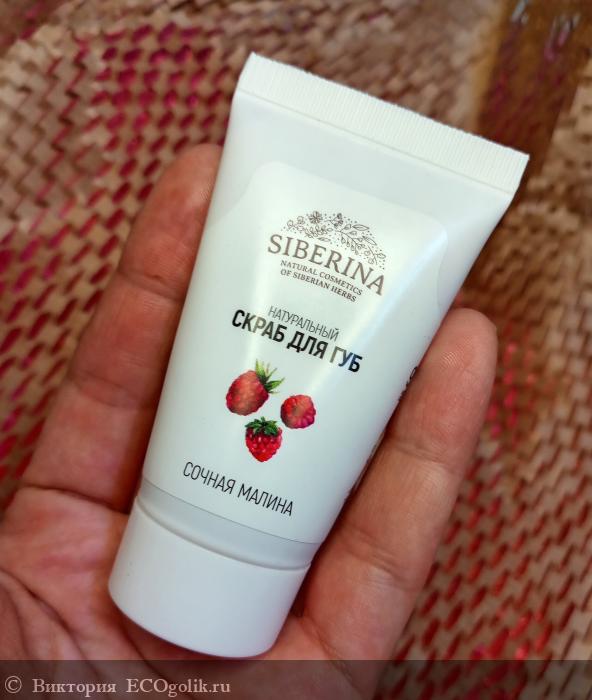 SIBERINA
NATURAL COSMETICS
OF SIBERIAN HERBS
НАТУРАЛЬНЫЙ
СКРАБ ДЛЯ ГУБ
СОЧНАЯ МАЛИНА
© Виктория ECOgolik.ru